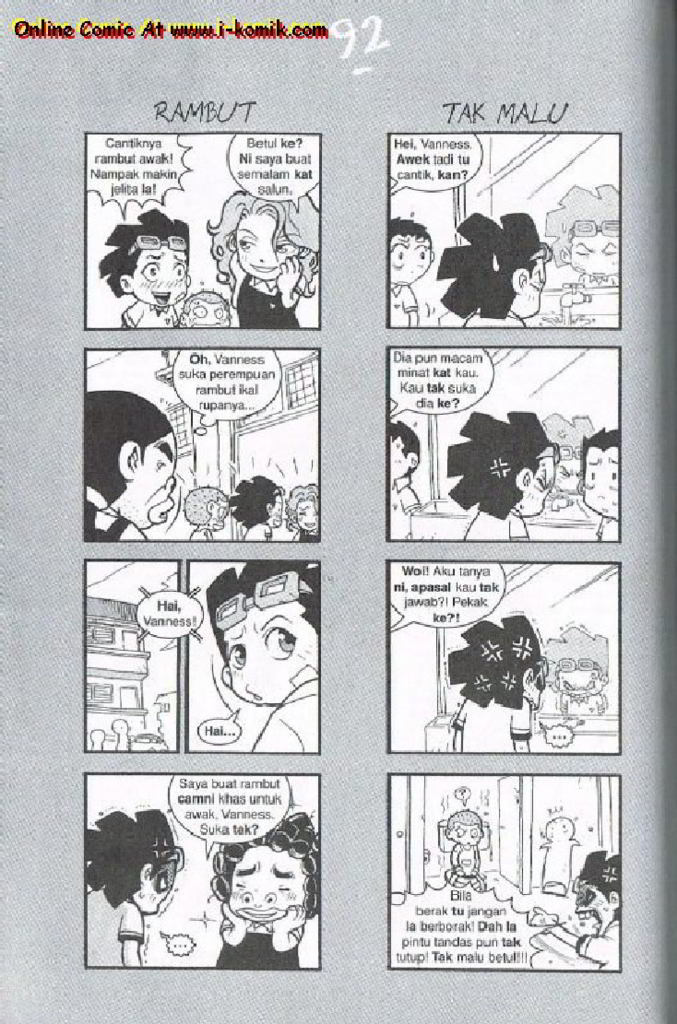 Online Comic At www.i-komik.com
92
RAMBUT
Cantiknya
rambut awak!
Nampak makin
jelita la!
Betul ke?
Ni saya buat
semalam kat
salun.
Oh, Vanness
suka perempuan
rambut ikal
rupanya...
Hai,
Vanness!
Hai...
Saya buat rambut
camni khas untuk
awak, Vanness.
Suka tak?
...
TAK MALU
Hei, Vanness.
Awek tadi tu
cantik, kan?
Dia pun macam
minat kat kau.
Kau tak suka
dia ke?
Woi! Aku tanya
ni, apasal kau tak
jawab?! Pekak
ke?!
...
?
Bila
berak tu jangan
la berborak! Dah la
pintu tandas pun tak
tutup! Tak malu betul!!!